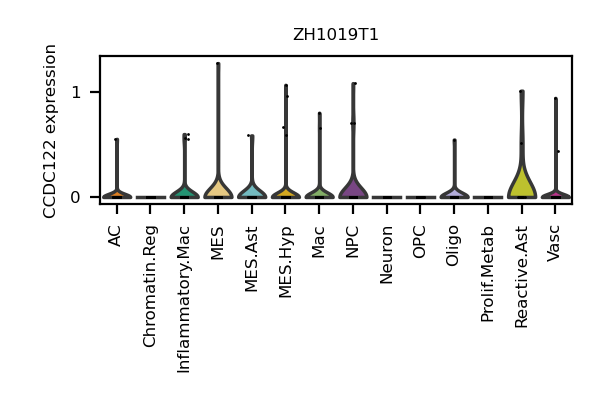 ZH1019T1
CCDC122 expression
1
0
AC
Chromatin.Reg
Inflammatory.Mac
MES
MES.Ast
MES.Hyp
Mac
NPC
Neuron
OPC
Oligo
Prolif.Metab
Reactive.Ast
Vasc